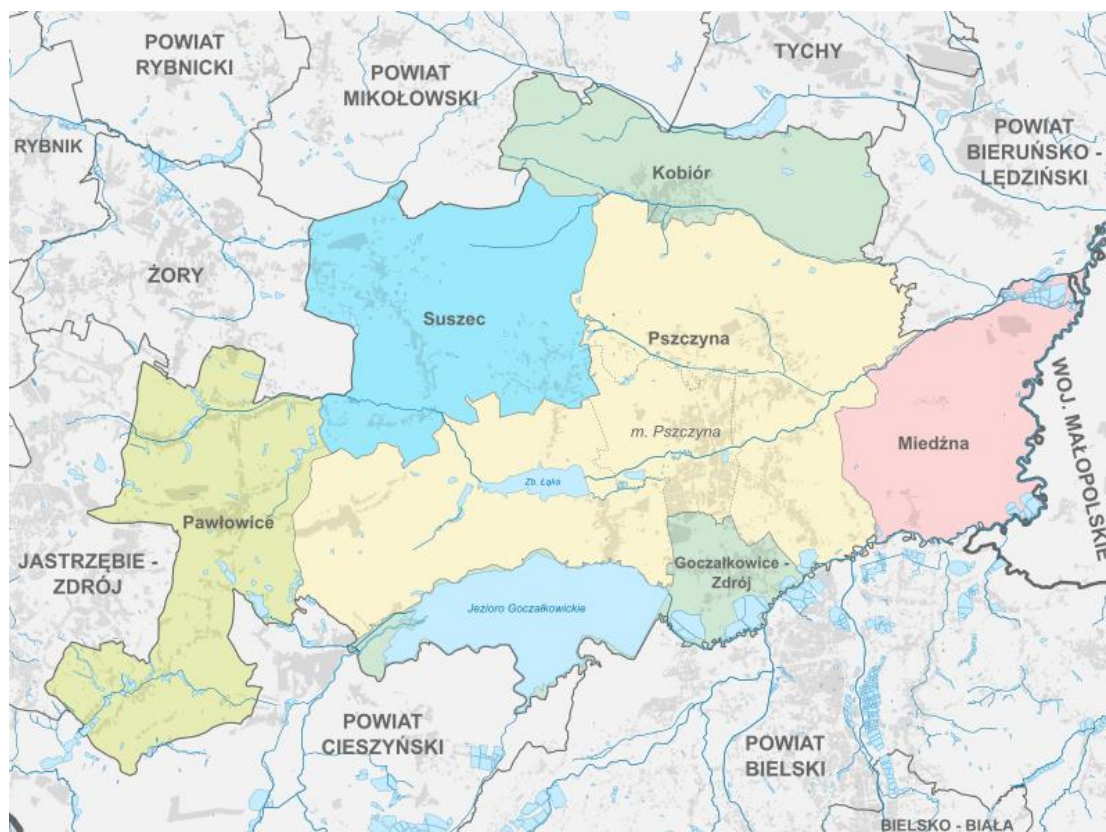 POWIAT
RYBNICKI
TYCHY
POWIAT
MIKOŁOWSKI
RYBNIK
POWIAT
BIERUŃSKO -
LĘDZIŃSKI
Kobiór
ŻORY
Suszec
Pszczyna
WOJ. MAŁOPOLSKIE
m. Pszczyna
Miedźna
Zb. Łąka
Pawłowice
JASTRZĘBIE -
ZDRÓJ
Goczałkowice -
Zdrój
Jezioro Goczałkowickie
POWIAT
CIESZYŃSKI
POWIAT
BIELSKI
BIELSKO - BIAŁA